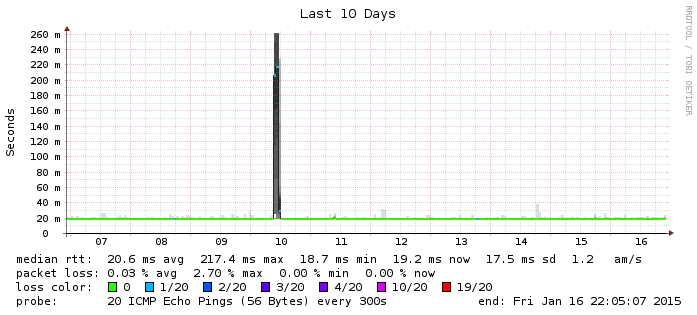 Last 10 Days
RRDTOOL / TOBI OETIKER
Seconds
260 m
240 m
220 m
200 m
180 m
160 m
140 m
120 m
100 m
80 m
60 m
40 m
20 m
0
07 08 09 10 11 12 13 14 15 16
median rtt: 20.6 ms avg 217.4 ms max 18.7 ms min 19.2 ms now 17.5 ms sd 1.2 am/s
packet loss: 0.03 % avg 2.70 % max 0.00 % min 0.00 % now
loss color: 0 1/20 2/20 3/20 4/20 10/20 19/20
probe: 20 ICMP Echo Pings (56 Bytes) every 300s end: Fri Jan 16 22:05:07 2015